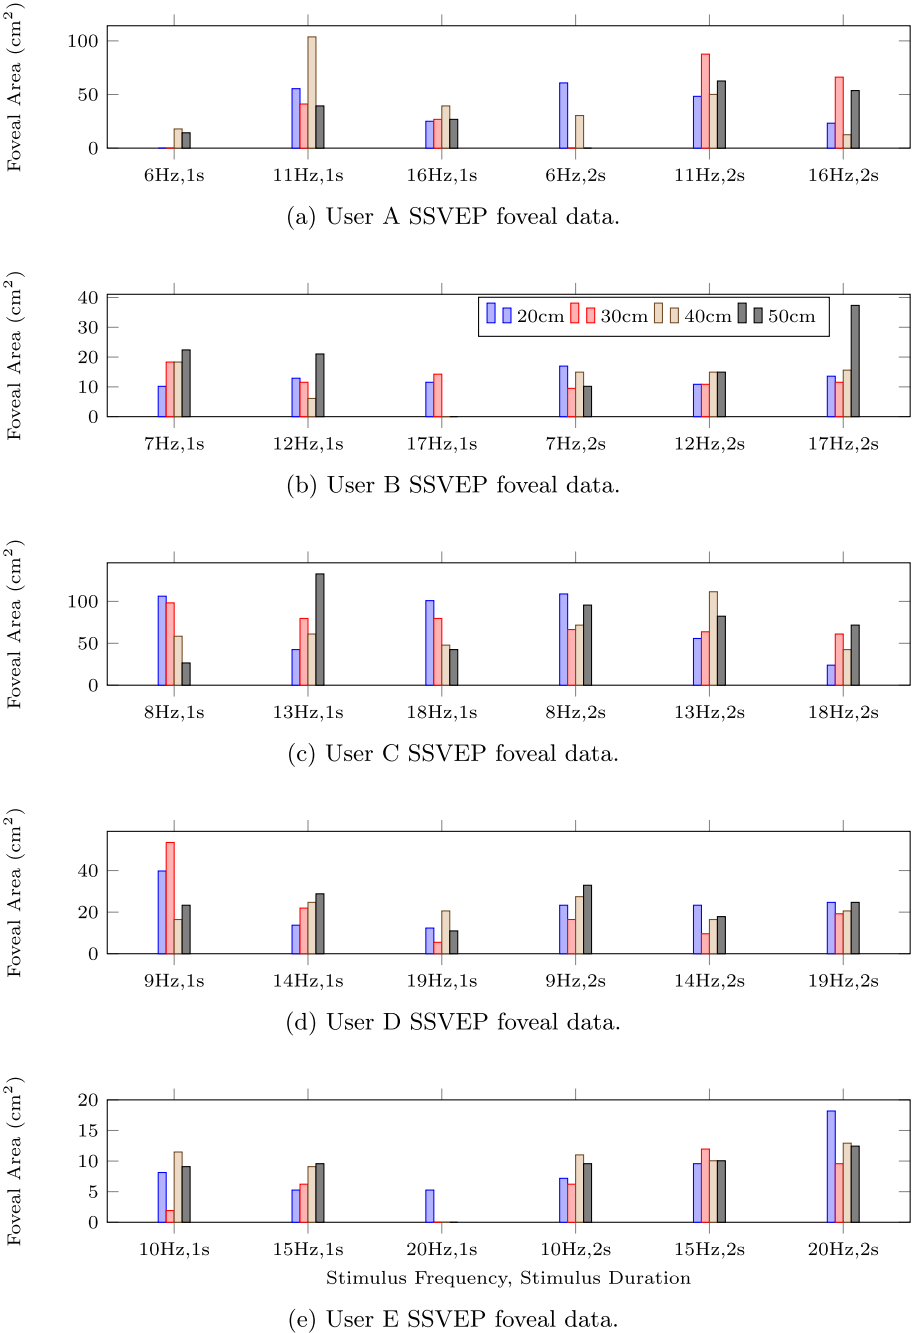 Foveal Area (cm²)
100
50
0
6Hz,1s 11Hz,1s 16Hz,1s 6Hz,2s 11Hz,2s 16Hz,2s
(a) User A SSVEP foveal data.
Foveal Area (cm²)
40
30
20
10
0
20cm 30cm 40cm 50cm
7Hz,1s 12Hz,1s 17Hz,1s 7Hz,2s 12Hz,2s 17Hz,2s
(b) User B SSVEP foveal data.
Foveal Area (cm²)
100
50
0
8Hz,1s 13Hz,1s 18Hz,1s 8Hz,2s 13Hz,2s 18Hz,2s
(c) User C SSVEP foveal data.
Foveal Area (cm²)
40
20
0
9Hz,1s 14Hz,1s 19Hz,1s 9Hz,2s 14Hz,2s 19Hz,2s
(d) User D SSVEP foveal data.
Foveal Area (cm²)
20
15
10
5
0
10Hz,1s 15Hz,1s 20Hz,1s 10Hz,2s 15Hz,2s 20Hz,2s
Stimulus Frequency, Stimulus Duration
(e) User E SSVEP foveal data.